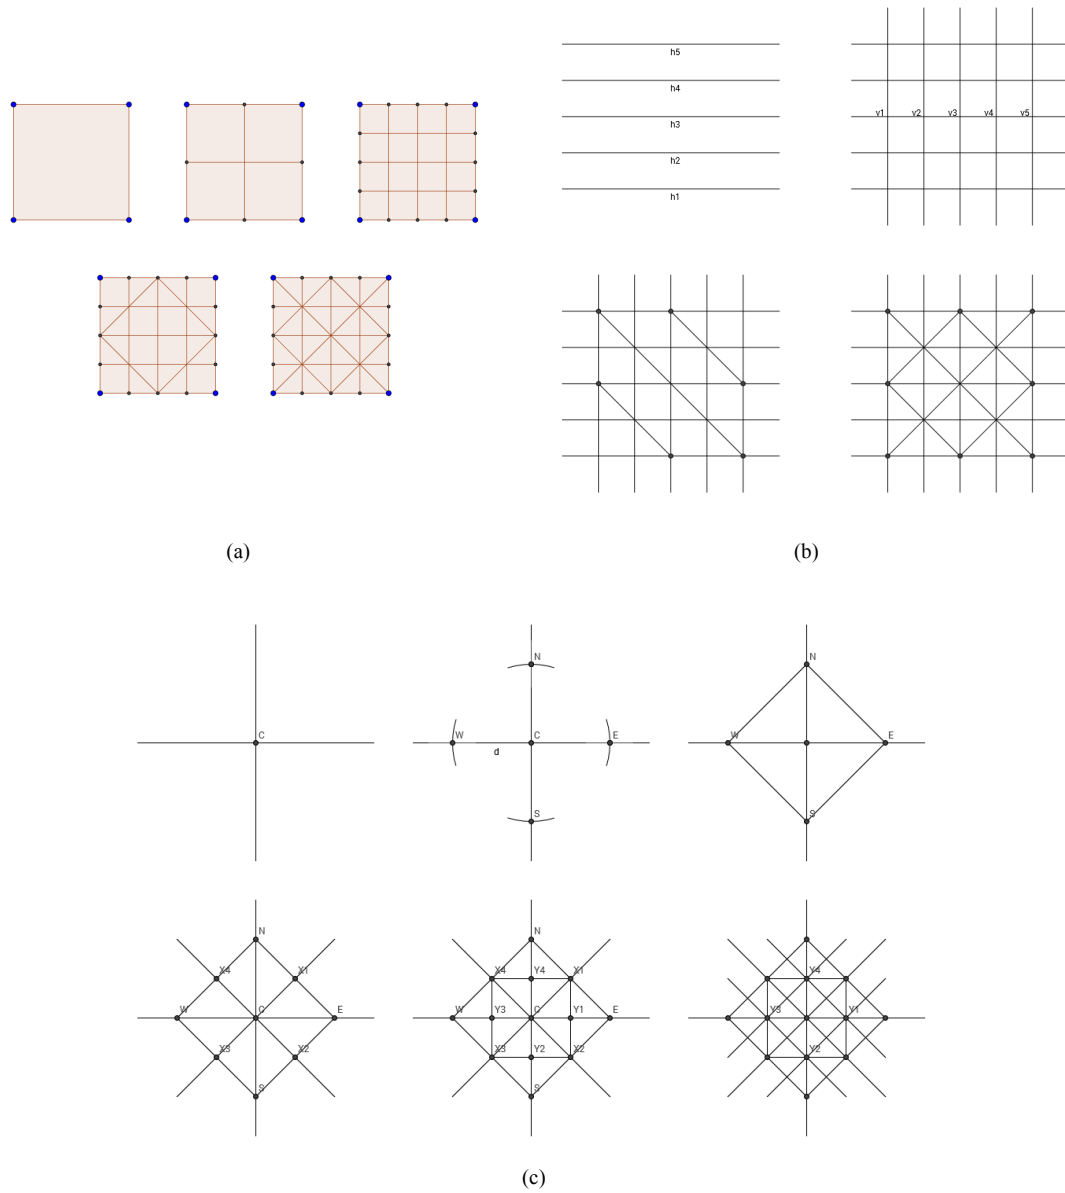 h5
h4
h3
h2
h1
v1 v2 v3 v4 v5
(a)
(b)
C
N
W C E
d
S
N
W E
S
N
X4 X1
W C E
X3 X2
S
N
X4 Y4 X1
W Y3 C Y1 E
X3 Y2 X2
S
Y4
Y3 Y1
Y2
(c)